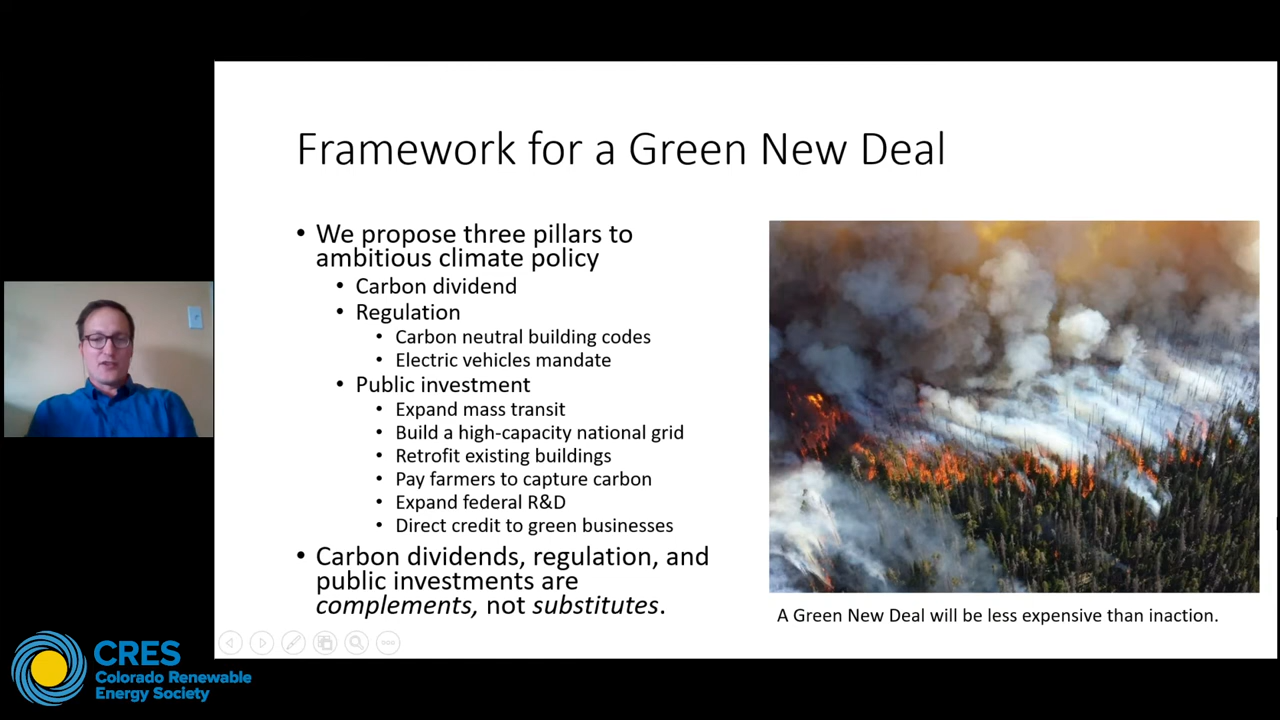 Framework for a Green New Deal
• We propose three pillars to
ambitious climate policy
• Carbon dividend
• Regulation
• Carbon neutral building codes
• Electric vehicles mandate
• Public investment
• Expand mass transit
• Build a high-capacity national grid
• Retrofit existing buildings
• Pay farmers to capture carbon
• Expand federal R&D
• Direct credit to green businesses
• Carbon dividends, regulation, and
public investments are
complements, not substitutes.
A Green New Deal will be less expensive than inaction.
CRES
Colorado Renewable
Energy Society